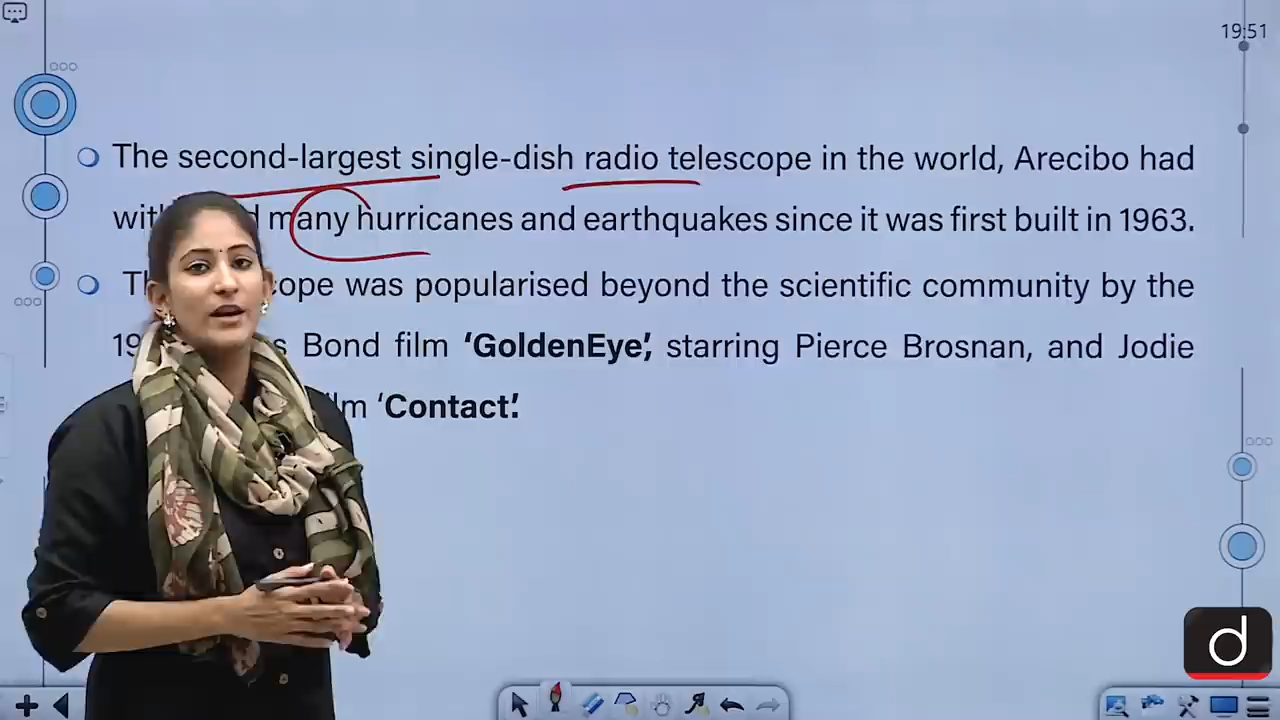 19:51
The second-largest single-dish radio telescope in the world, Arecibo had
many hurricanes and earthquakes since it was first built in 1963.
was popularised beyond the scientific community by the
Bond film ‘GoldenEye’, starring Pierce Brosnan, and Jodie
‘Contact’.
d